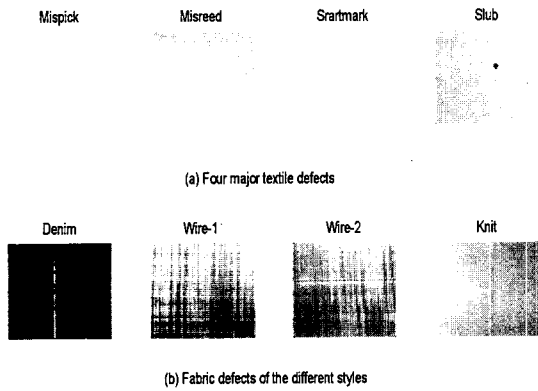 Mispick Misreed Srartmark Slub
(a) Four major textile defects
Denim Wire-1 Wire-2 Knit
(b) Fabric defects of the different styles